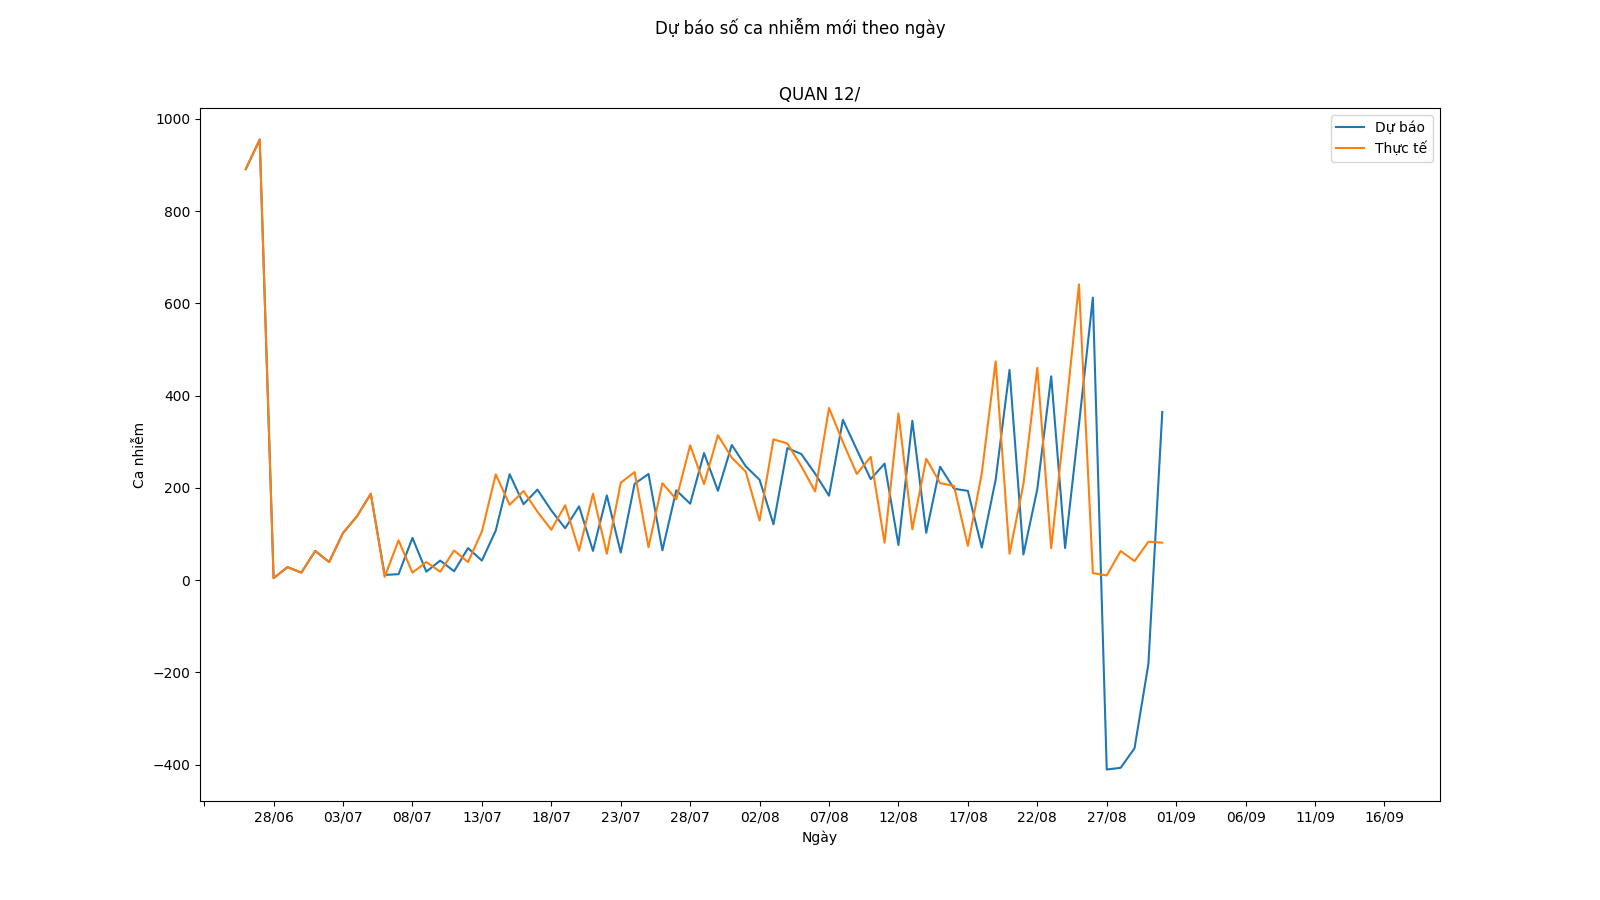 Dự báo số ca nhiễm mới theo ngày
QUAN 12/
Dự báo
Thực tế
Ca nhiễm
1000
800
600
400
200
0
−200
−400
28/06 03/07 08/07 13/07 18/07 23/07 28/07 02/08 07/08 12/08 17/08 22/08 27/08 01/09 06/09 11/09 16/09
Ngày